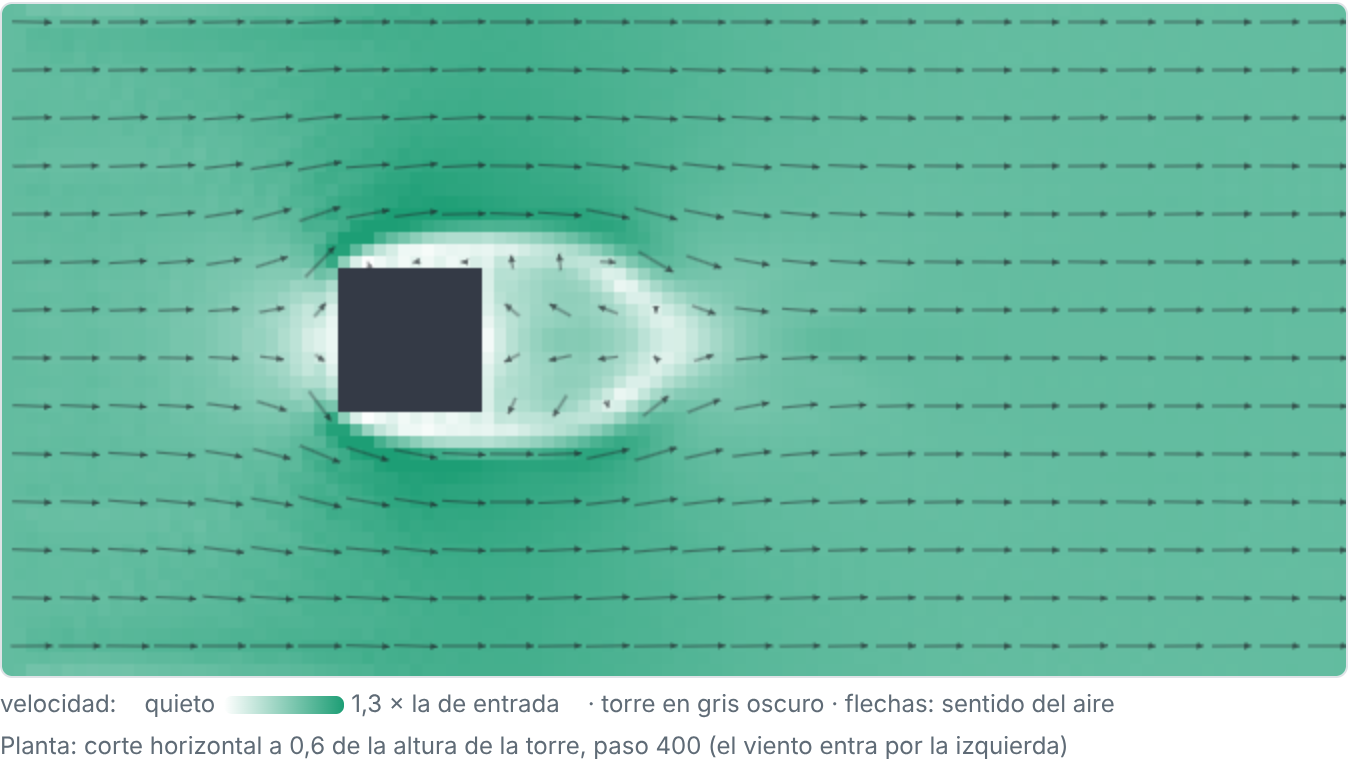 velocidad: quieto 1,3 × la de entrada · torre en gris oscuro · flechas: sentido del aire
Planta: corte horizontal a 0,6 de la altura de la torre, paso 400 (el viento entra por la izquierda)